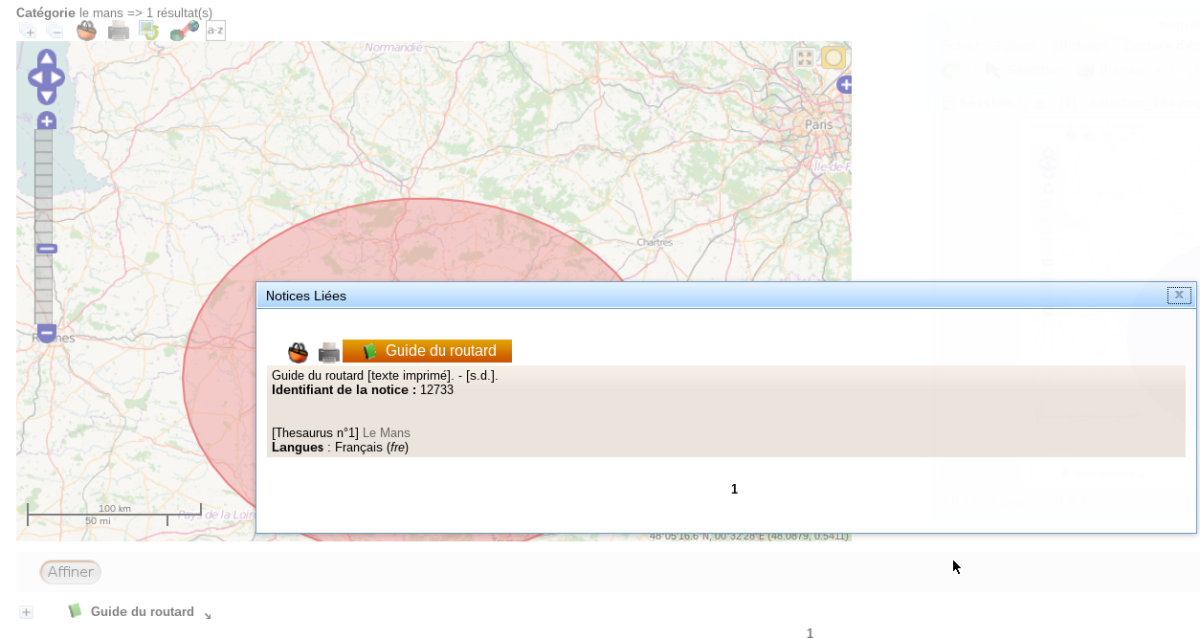 Catégorie le mans => 1 résultat(s)
a-z
Normandie
Paris
Île-de-F
Chartres
Notices Liées
x
Guide du routard
Guide du routard [texte imprimé]. - [s.d.].
Identifiant de la notice : 12733
[Thesaurus n°1] Le Mans
Langues : Français (fre)
1
100 km
50 mi
Pays de la Loir
48°05'16.6"N, 00°32'28"E (48.0879, 0.5411)
Affiner
Guide du routard
1